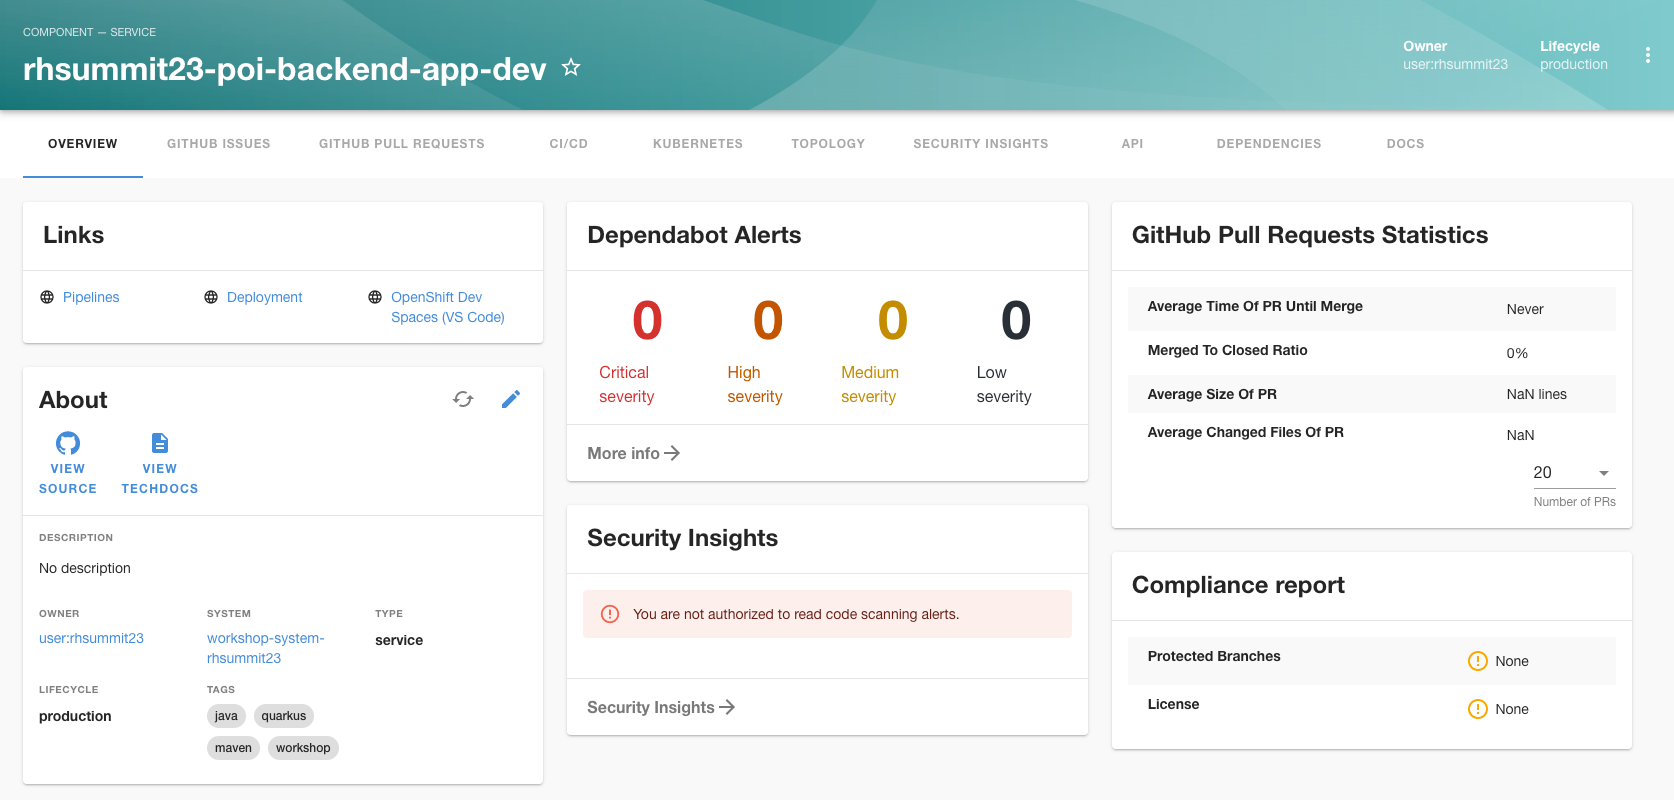 COMPONENT — SERVICE
rhsummit23-poi-backend-app-dev
Owner
user:rhsummit23
Lifecycle
production
OVERVIEW
GITHUB ISSUES
GITHUB PULL REQUESTS
CI/CD
KUBERNETES
TOPOLOGY
SECURITY INSIGHTS
API
DEPENDENCIES
DOCS
Links
Pipelines
Deployment
OpenShift Dev
Spaces (VS Code)
About
VIEW
SOURCE
VIEW
TECHDOCS
DESCRIPTION
No description
OWNER
user:rhsummit23
SYSTEM
workshop-system-
rhsummit23
TYPE
service
LIFECYCLE
production
TAGS
java
quarkus
maven
workshop
Dependabot Alerts
0
Critical
severity
0
High
severity
0
Medium
severity
0
Low
severity
More info
Security Insights
You are not authorized to read code scanning alerts.
Security Insights
GitHub Pull Requests Statistics
Average Time Of PR Until Merge
Never
Merged To Closed Ratio
0%
Average Size Of PR
NaN lines
Average Changed Files Of PR
NaN
20
Number of PRs
Compliance report
Protected Branches
None
License
None